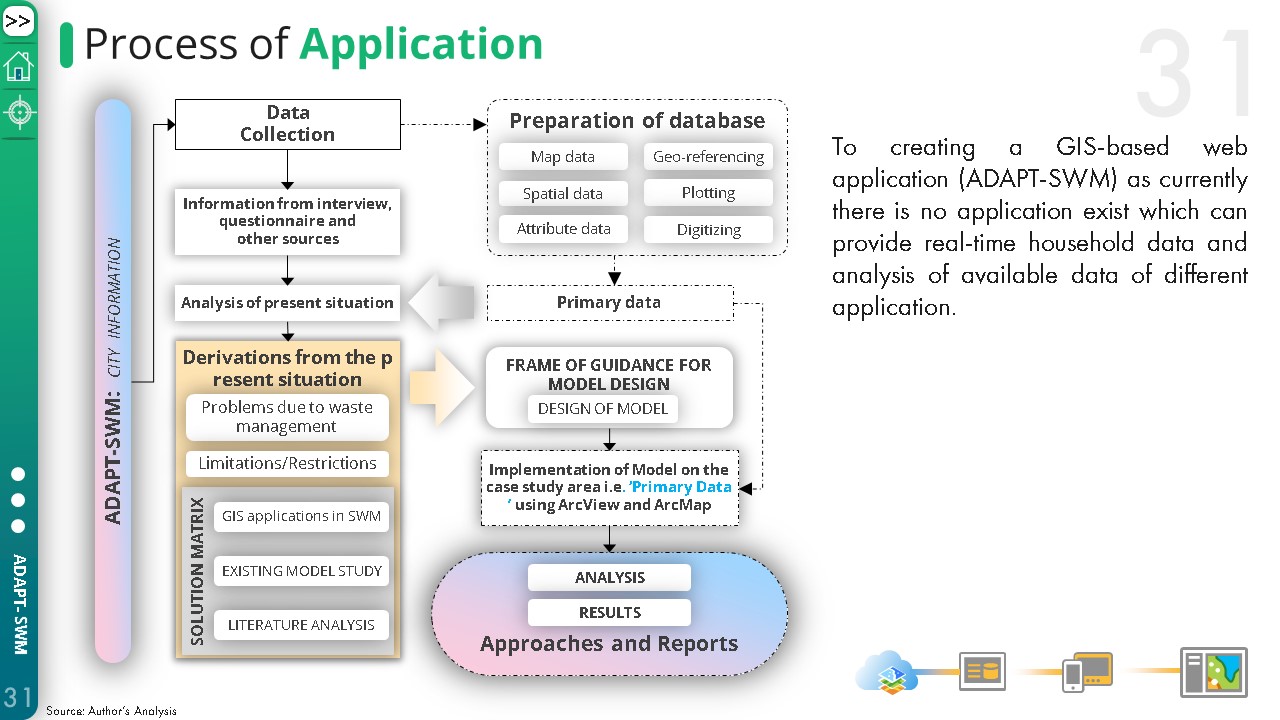 >>
Process of Application
31
ADAPT-SWM: CITY INFORMATION
Data
Collection
Information from interview,
questionnaire and
other sources
Analysis of present situation
Derivations from the p
resent situation
Problems due to waste
management
Limitations/Restrictions
SOLUTION MATRIX
GIS applications in SWM
EXISTING MODEL STUDY
LITERATURE ANALYSIS
Preparation of database
Map data
Geo-referencing
Spatial data
Plotting
Attribute data
Digitizing
Primary data
FRAME OF GUIDANCE FOR
MODEL DESIGN
DESIGN OF MODEL
Implementation of Model on the
case study area i.e. ‘Primary Data
‘ using ArcView and ArcMap
ANALYSIS
RESULTS
Approaches and Reports
To creating a GIS-based web
application (ADAPT-SWM) as currently
there is no application exist which can
provide real-time household data and
analysis of available data of different
application.
ADAPT- SWM
31
Source: Author’s Analysis